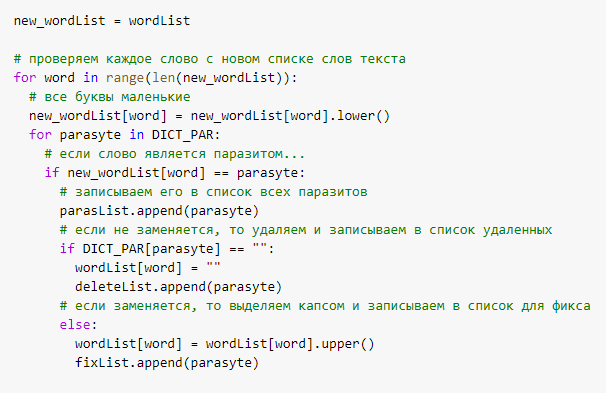 new_wordList = wordList
# проверяем каждое слово с новом списке слов текста
for word in range(len(new_wordList)):
  # все буквы маленькие
  new_wordList[word] = new_wordList[word].lower()
  for parasyte in DICT_PAR:
    # если слово является паразитом...
    if new_wordList[word] == parasyte:
      # записываем его в список всех паразитов
      parasList.append(parasyte)
      # если не заменяется, то удаляем и записываем в список удаленных
      if DICT_PAR[parasyte] == "":
        wordList[word] = ""
        deleteList.append(parasyte)
      # если заменяется, то выделяем капсом и записываем в список для фикса
      else:
        wordList[word] = wordList[word].upper()
        fixList.append(parasyte)